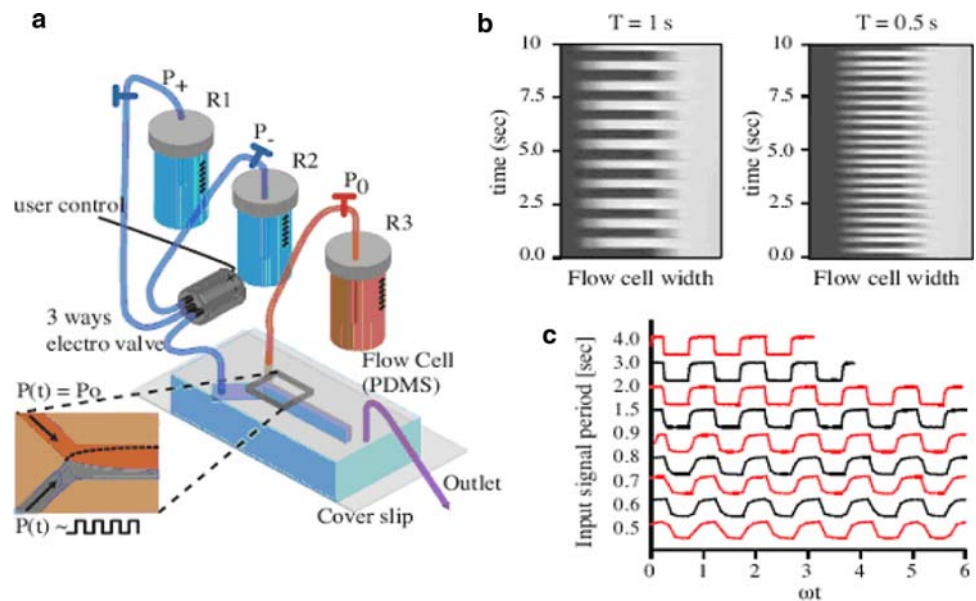 a
P+
R1
P-
R2
P0
R3
user control
3 ways
electro valve
Flow Cell
(PDMS)
P(t) = Po
Outlet
Cover slip
P(t) ~
b
T = 1 s
T = 0.5 s
10
7.5
5.0
2.5
0.0
time (sec)
Flow cell width
10
7.5
5.0
2.5
0.0
time (sec)
Flow cell width
c
Input signal period [sec]
4.0
3.0
2.0
1.5
0.9
0.8
0.7
0.6
0.5
0 1 2 3 4 5 6
ωt